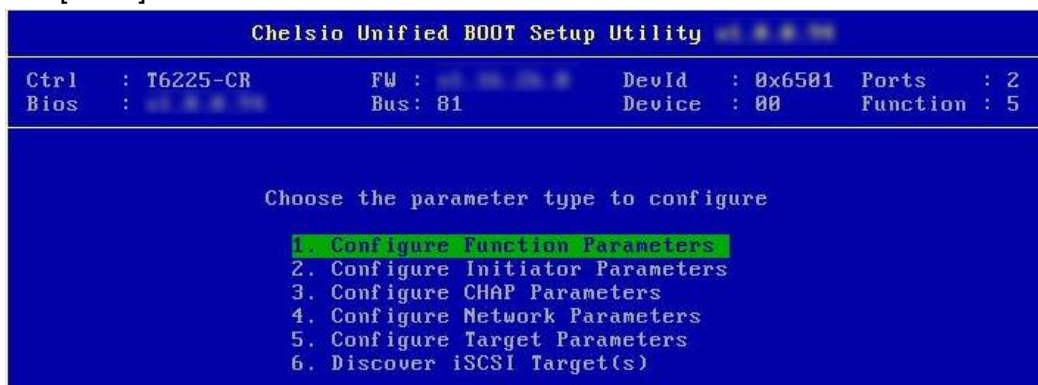 Chelsio Unified BOOT Setup Utility
Ctrl : T6225-CR FW : DevId : 0x6501 Ports : 2
Bios : Bus: 81 Device : 00 Function : 5
Choose the parameter type to configure
1. Configure Function Parameters
2. Configure Initiator Parameters
3. Configure CHAP Parameters
4. Configure Network Parameters
5. Configure Target Parameters
6. Discover iSCSI Target(s)